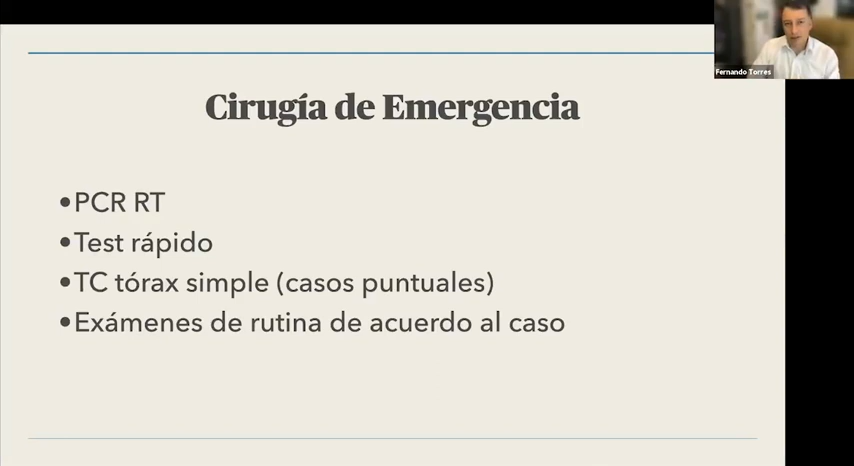 Fernando Torres
Cirugía de Emergencia
•PCR RT
•Test rápido
•TC tórax simple (casos puntuales)
•Exámenes de rutina de acuerdo al caso